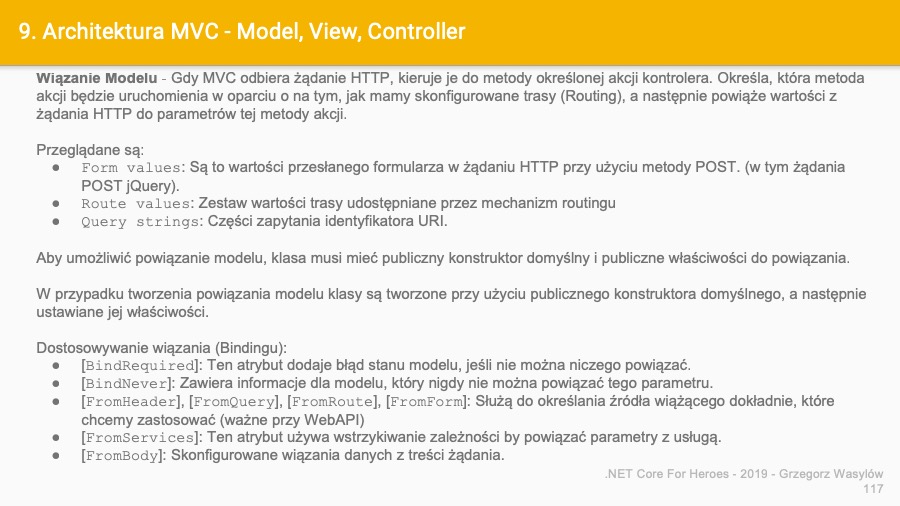 9. Architektura MVC - Model, View, Controller
Wiązanie Modelu - Gdy MVC odbiera żądanie HTTP, kieruje je do metody określonej akcji kontrolera. Określa, która metoda
akcji będzie uruchomienia w oparciu o na tym, jak mamy skonfigurowane trasy (Routing), a następnie powiąże wartości z
żądania HTTP do parametrów tej metody akcji.
Przeglądane są:
● Form values: Są to wartości przesłanego formularza w żądaniu HTTP przy użyciu metody POST. (w tym żądania
POST jQuery).
● Route values: Zestaw wartości trasy udostępniane przez mechanizm routingu
● Query strings: Części zapytania identyfikatora URI.
Aby umożliwić powiązanie modelu, klasa musi mieć publiczny konstruktor domyślny i publiczne właściwości do powiązania.
W przypadku tworzenia powiązania modelu klasy są tworzone przy użyciu publicznego konstruktora domyślnego, a następnie
ustawiane jej właściwości.
Dostosowywanie wiązania (Bindingu):
● [BindRequired]: Ten atrybut dodaje błąd stanu modelu, jeśli nie można niczego powiązać.
● [BindNever]: Zawiera informacje dla modelu, który nigdy nie można powiązać tego parametru.
● [FromHeader], [FromQuery], [FromRoute], [FromForm]: Służą do określania źródła wiążącego dokładnie, które
chcemy zastosować (ważne przy WebAPI)
● [FromServices]: Ten atrybut używa wstrzykiwanie zależności by powiązać parametry z usługą.
● [FromBody]: Skonfigurowane wiązania danych z treści żądania.
.NET Core For Heroes - 2019 - Grzegorz Wasylów
117